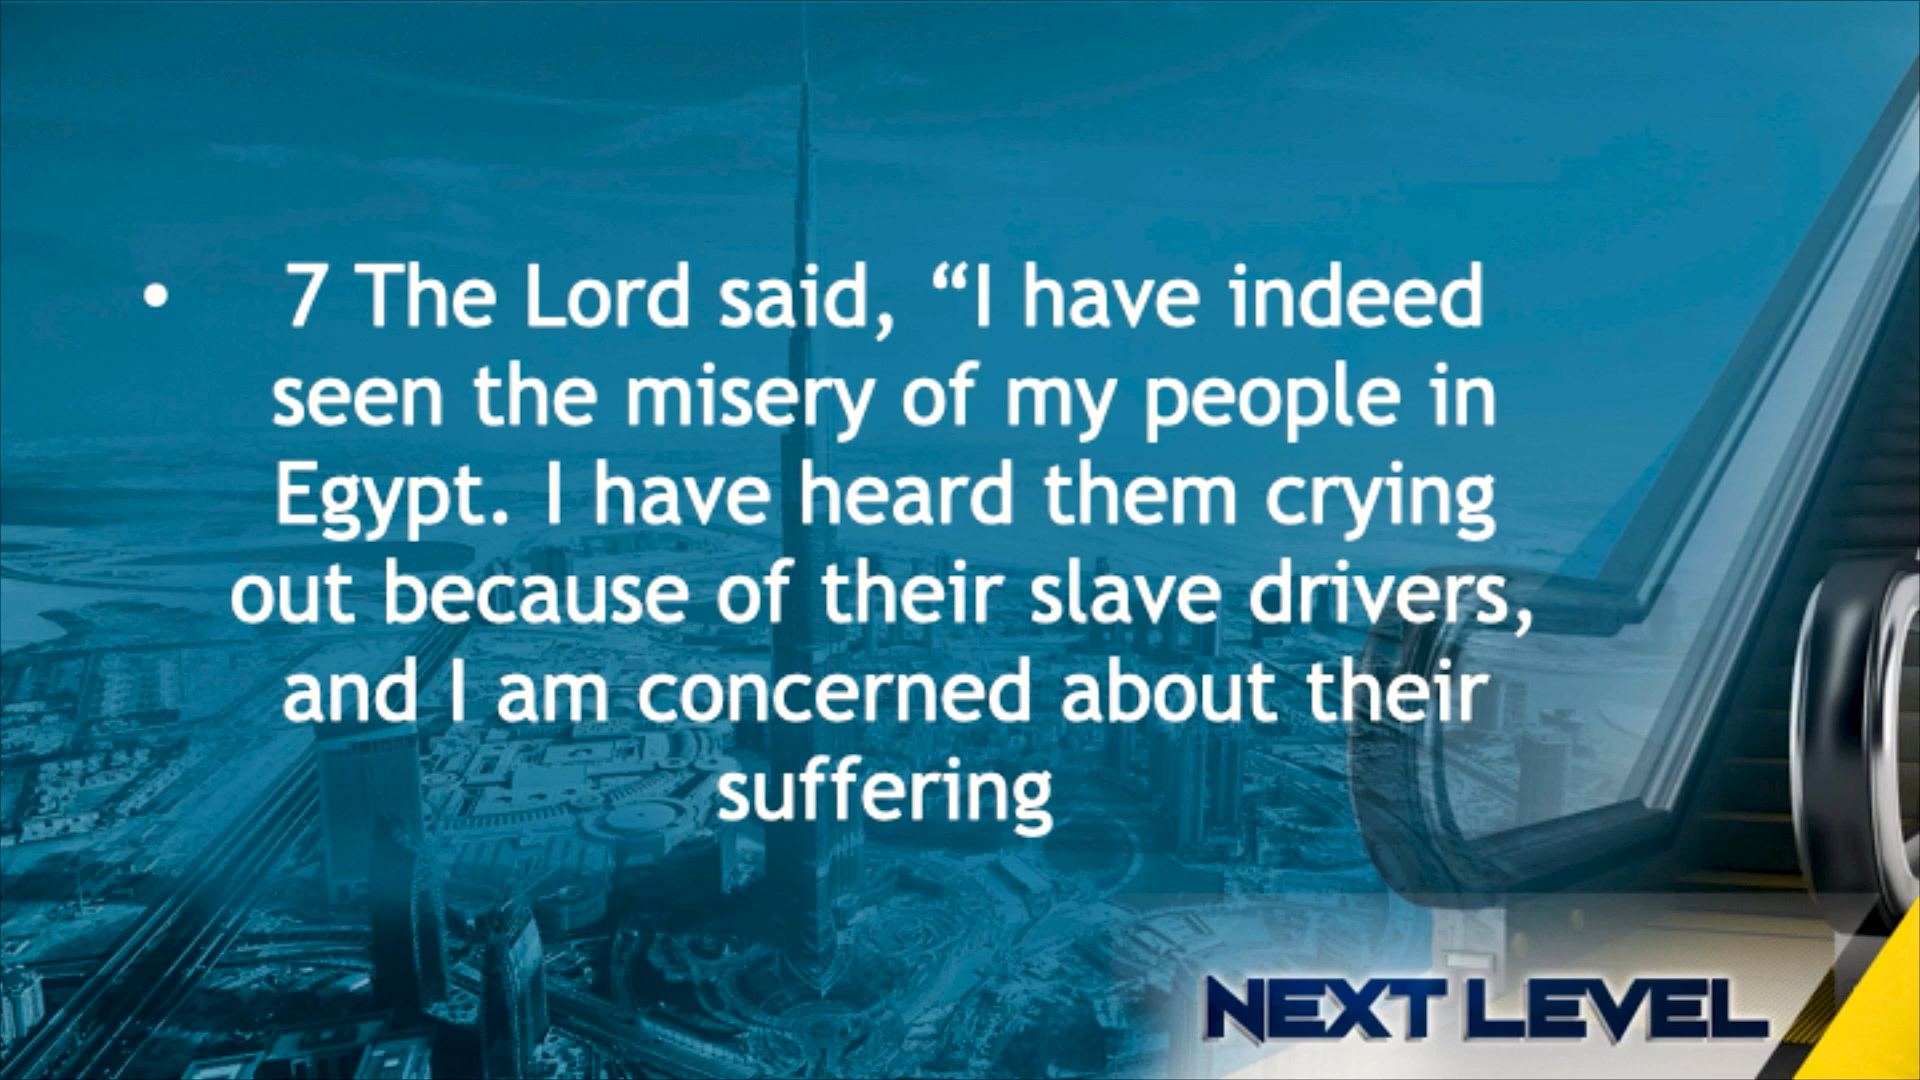 • 7 The Lord said, “I have indeed
seen the misery of my people in
Egypt. I have heard them crying
out because of their slave drivers,
and I am concerned about their
suffering
NEXT LEVEL